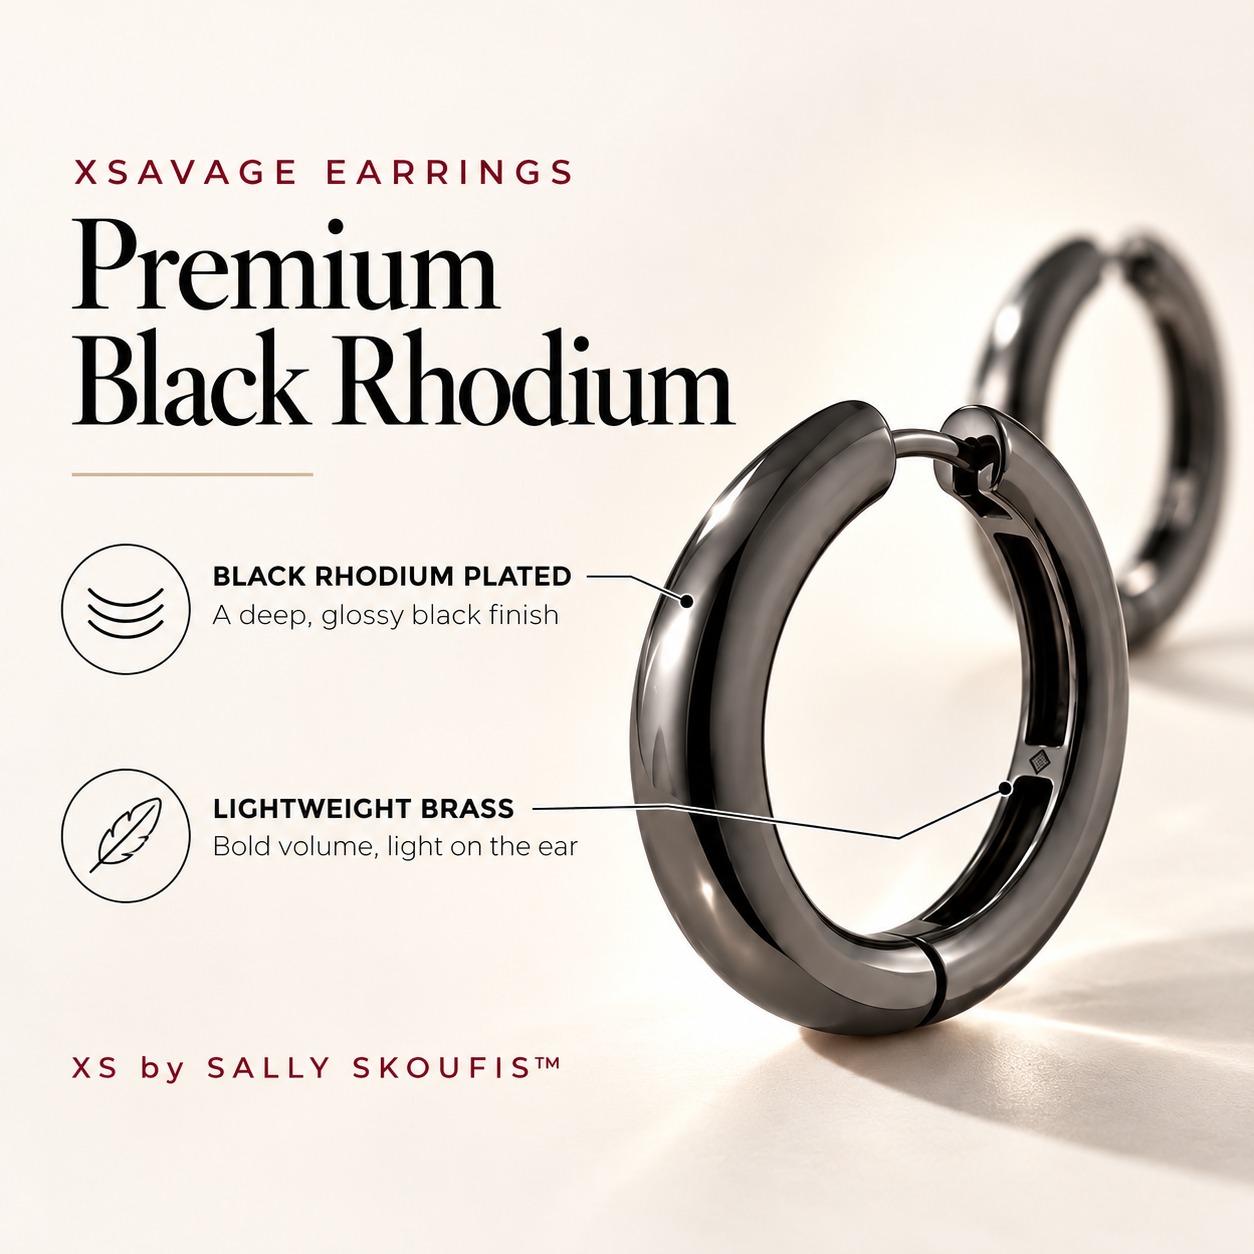 XSAVAGE EARRINGS
Premium
Black Rhodium
BLACK RHODIUM PLATED
A deep, glossy black finish
LIGHTWEIGHT BRASS
Bold volume, light on the ear
XS by SALLY SKOUFIS™